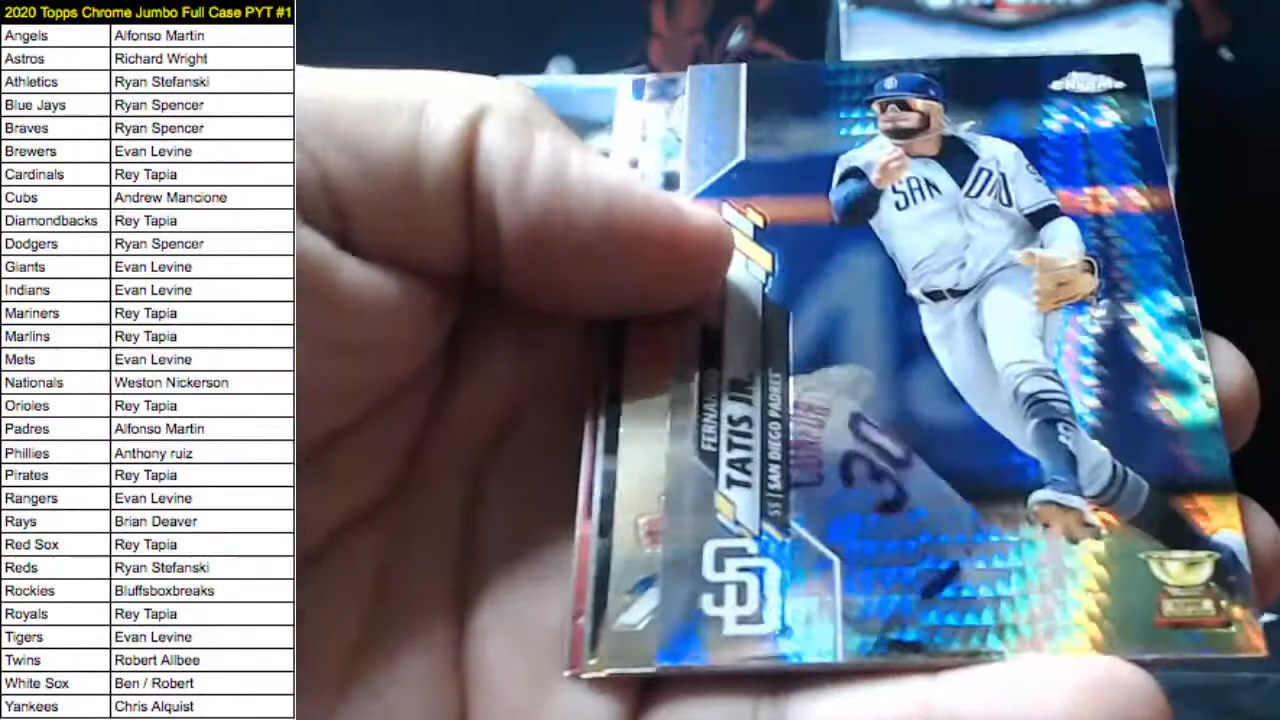 2020 Topps Chrome Jumbo Full Case PYT #1
Angels Alfonso Martin
Astros Richard Wright
Athletics Ryan Stefanski
Blue Jays Ryan Spencer
Braves Ryan Spencer
Brewers Evan Levine
Cardinals Rey Tapia
Cubs Andrew Mancione
Diamondbacks Rey Tapia
Dodgers Ryan Spencer
Giants Evan Levine
Indians Evan Levine
Mariners Rey Tapia
Marlins Rey Tapia
Mets Evan Levine
Nationals Weston Nickerson
Orioles Rey Tapia
Padres Alfonso Martin
Phillies Anthony ruiz
Pirates Rey Tapia
Rangers Evan Levine
Rays Brian Deaver
Red Sox Rey Tapia
Reds Ryan Stefanski
Rockies Bluffsboxbreaks
Royals Rey Tapia
Tigers Evan Levine
Twins Robert Allbee
White Sox Ben / Robert
Yankees Chris Alquist
CHROME
SAN
TATIS JR.
SS | SAN DIEGO PADRES
30
SD